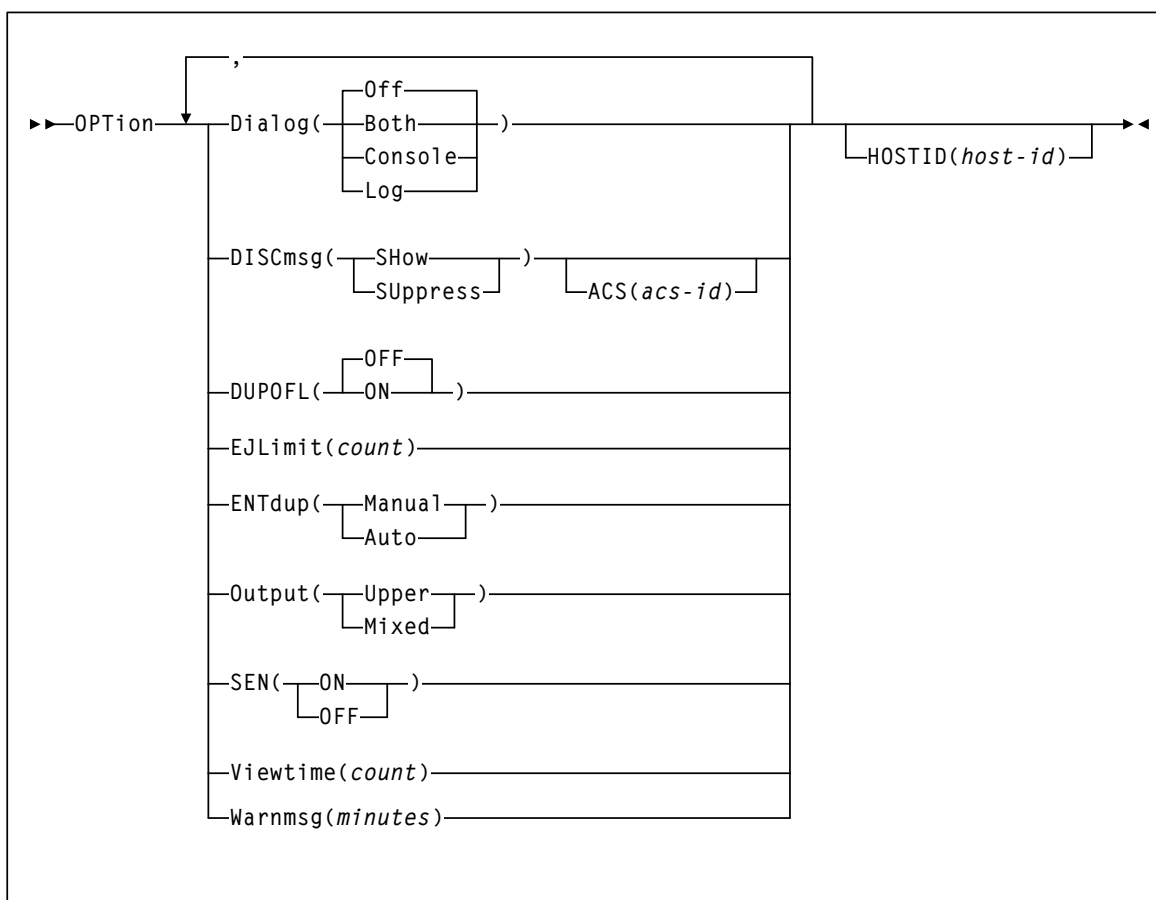 ,
Off
OPTion Dialog( Both )
Console
Log
HOSTID(host-id)
DISCmsg( SHow )
SUppress
ACS(acs-id)
OFF
DUPOFL( ON )
EJLimit(count)
ENTdup( Manual )
Auto
Output( Upper )
Mixed
SEN( ON )
OFF
Viewtime(count)
Warnmsg(minutes)